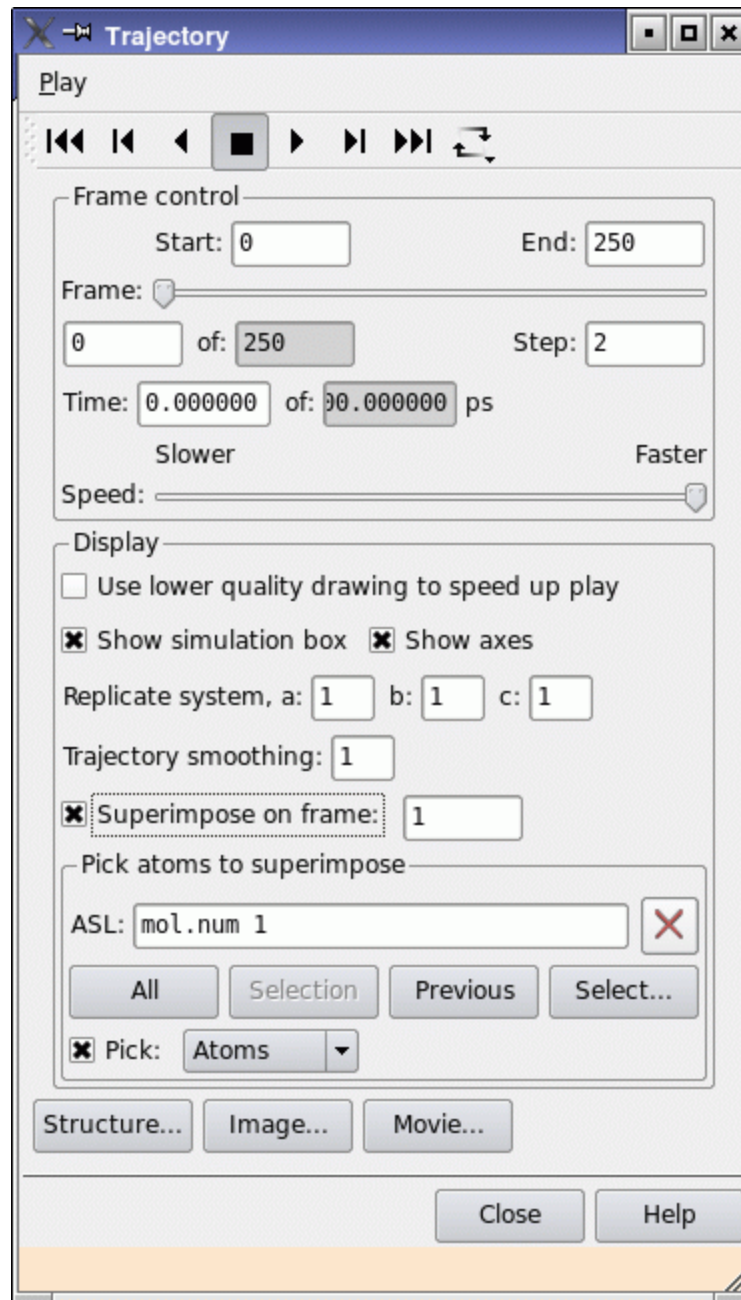 Trajectory
Play
Frame control
Start: 0 End: 250
Frame:
0 of: 250 Step: 2
Time: 0.000000 of: 00.000000 ps
Slower Faster
Speed:
Display
Use lower quality drawing to speed up play
Show simulation box Show axes
Replicate system, a: 1 b: 1 c: 1
Trajectory smoothing: 1
Superimpose on frame: 1
Pick atoms to superimpose
ASL: mol.num 1
All Selection Previous Select...
Pick: Atoms
Structure... Image... Movie...
Close Help